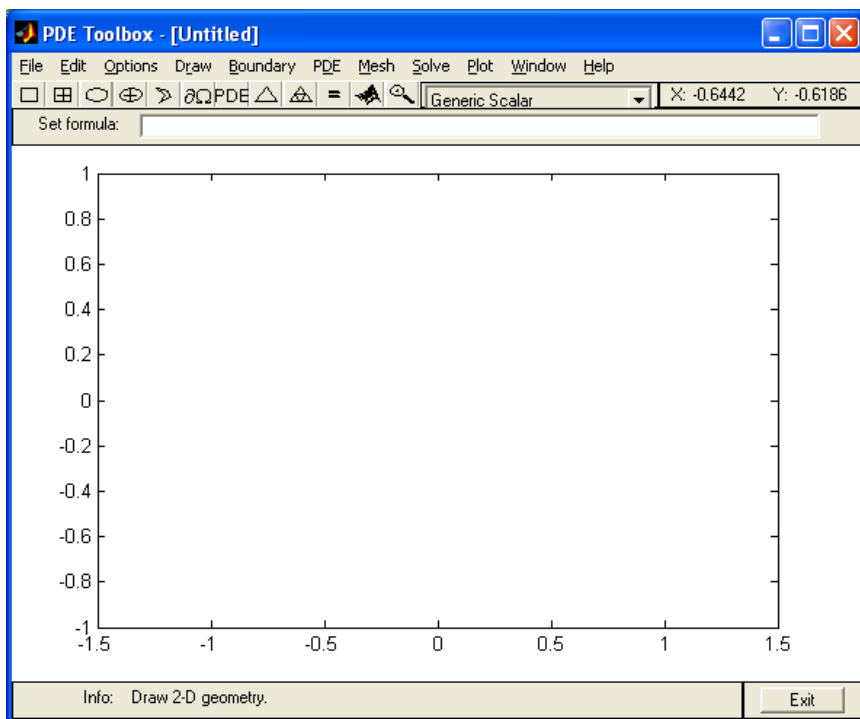 PDE Toolbox - [Untitled]
File Edit Options Draw Boundary PDE Mesh Solve Plot Window Help
∂Ω PDE = Generic Scalar X: -0.6442 Y: -0.6186
Set formula:
1
0.8
0.6
0.4
0.2
0
-0.2
-0.4
-0.6
-0.8
-1
-1.5 -1 -0.5 0 0.5 1 1.5
Info: Draw 2-D geometry. Exit